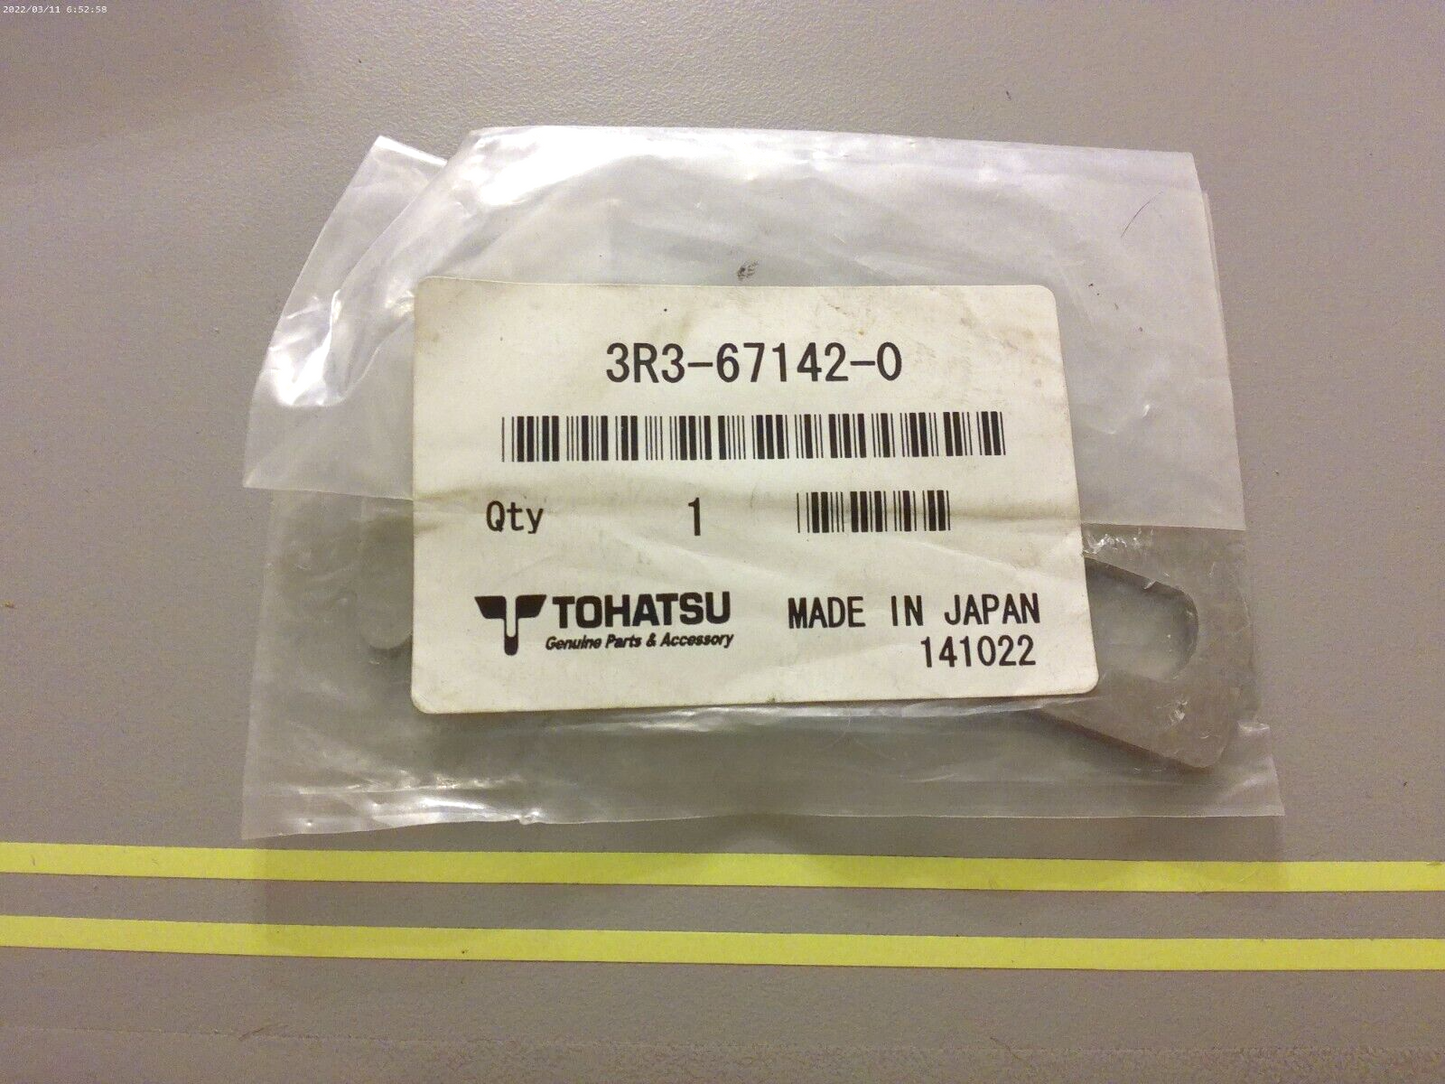 2022/03/11 6:52:58
3R3-67142-0
Qty 1
TOHATSU
Genuine Parts & Accessory
MADE IN JAPAN
141022